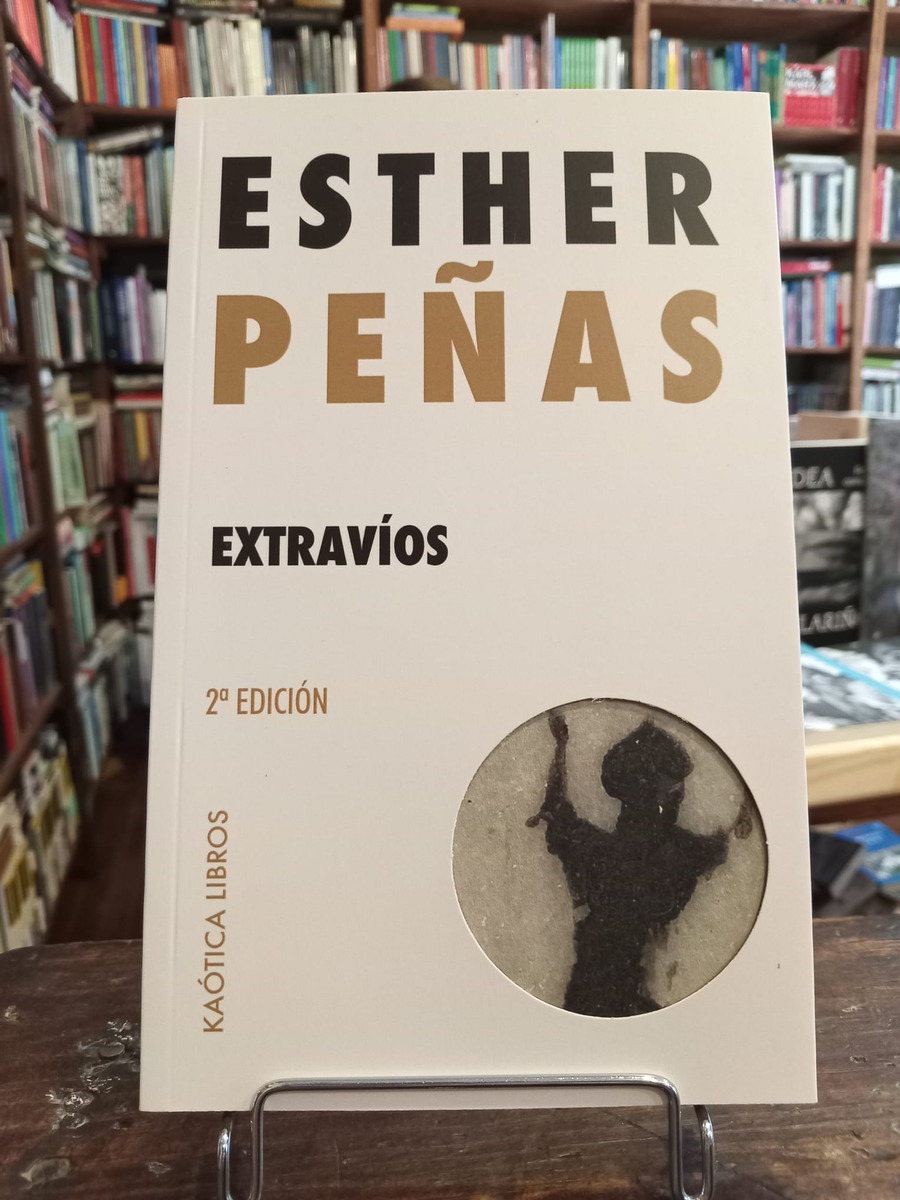 ESTHER
PEÑAS
EXTRAVÍOS
2ª EDICIÓN
KAÓTICA LIBROS